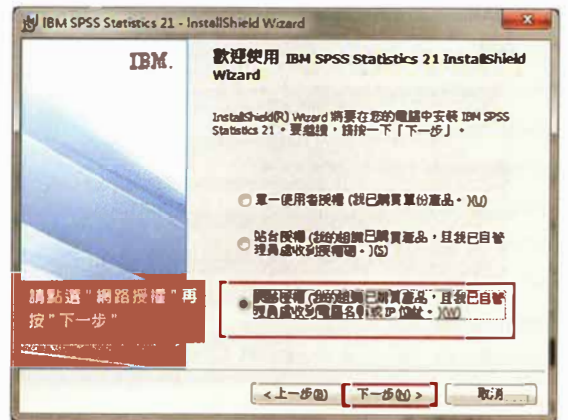 IBM SPSS Statistics 21 - InstallShield Wizard
IBM.
歡迎使用 IBM SPSS Statistics 21 InstallShield
Wizard
InstallShield(R) Wizard 將要在您的電腦中安裝 IBM SPSS
Statistics 21。要繼續，請按一下「下一步」。
單一使用者授權 (我已購買單份產品。)(U)
站台授權 (我的組織已購買產品，且我已自管
理員處收到授權碼。)(S)
網路授權 (我的組織已購買產品，且我已自管
理員處收到電腦名稱或 IP 位址。)(W)
請點選"網路授權"再
按"下一步"
<上一步(B)
下一步(N) >
取消